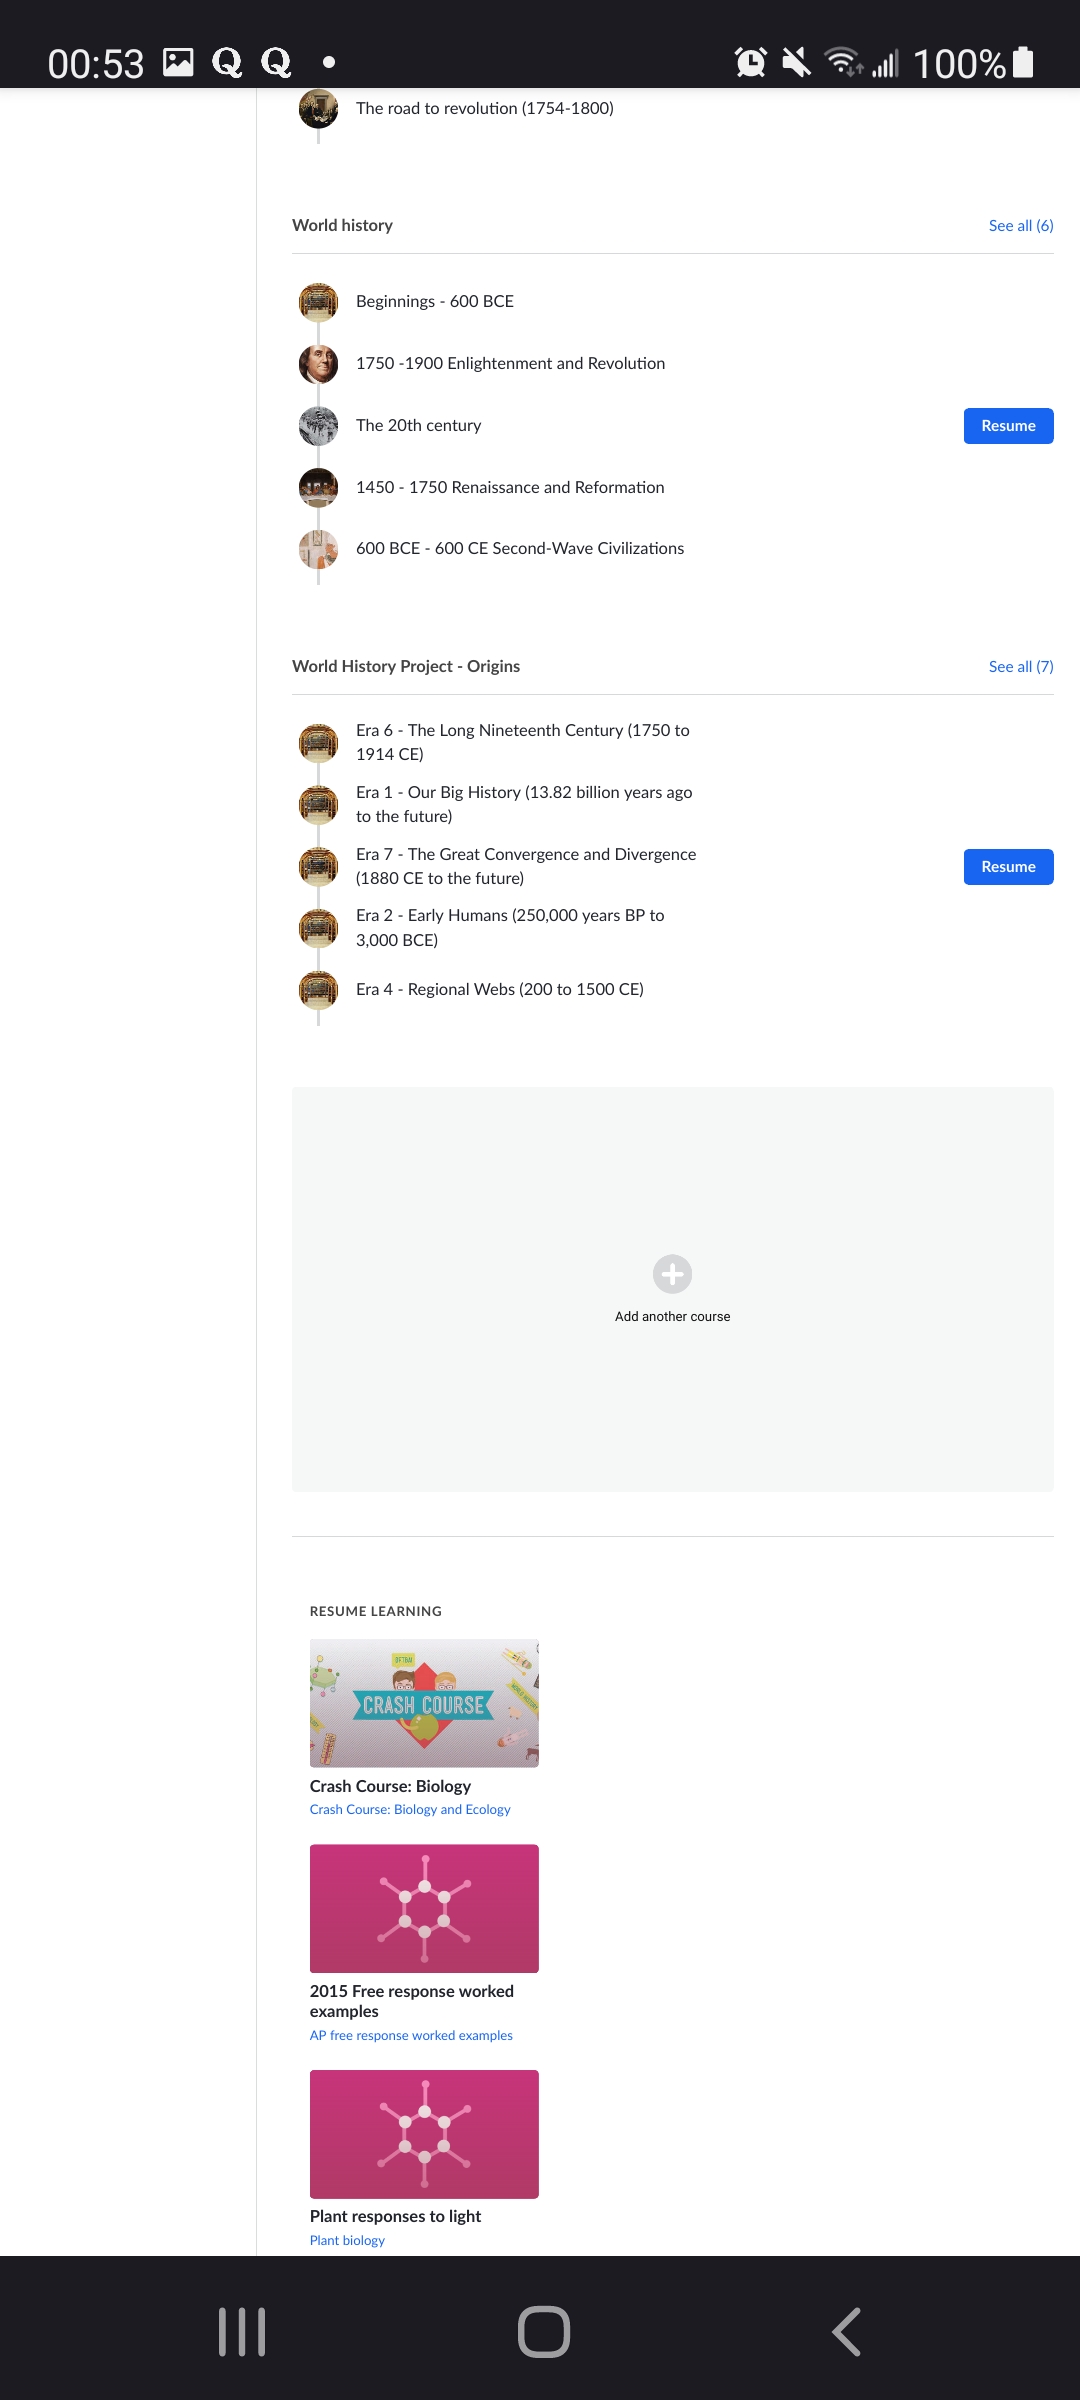 00:53
100%
The road to revolution (1754-1800)
World history
See all (6)
Beginnings - 600 BCE
1750 -1900 Enlightenment and Revolution
The 20th century
Resume
1450 - 1750 Renaissance and Reformation
600 BCE - 600 CE Second-Wave Civilizations
World History Project - Origins
See all (7)
Era 6 - The Long Nineteenth Century (1750 to
1914 CE)
Era 1 - Our Big History (13.82 billion years ago
to the future)
Era 7 - The Great Convergence and Divergence
(1880 CE to the future)
Resume
Era 2 - Early Humans (250,000 years BP to
3,000 BCE)
Era 4 - Regional Webs (200 to 1500 CE)
Add another course
RESUME LEARNING
DFTBA!
CRASH COURSE
Crash Course: Biology
Crash Course: Biology and Ecology
2015 Free response worked
examples
AP free response worked examples
Plant responses to light
Plant biology